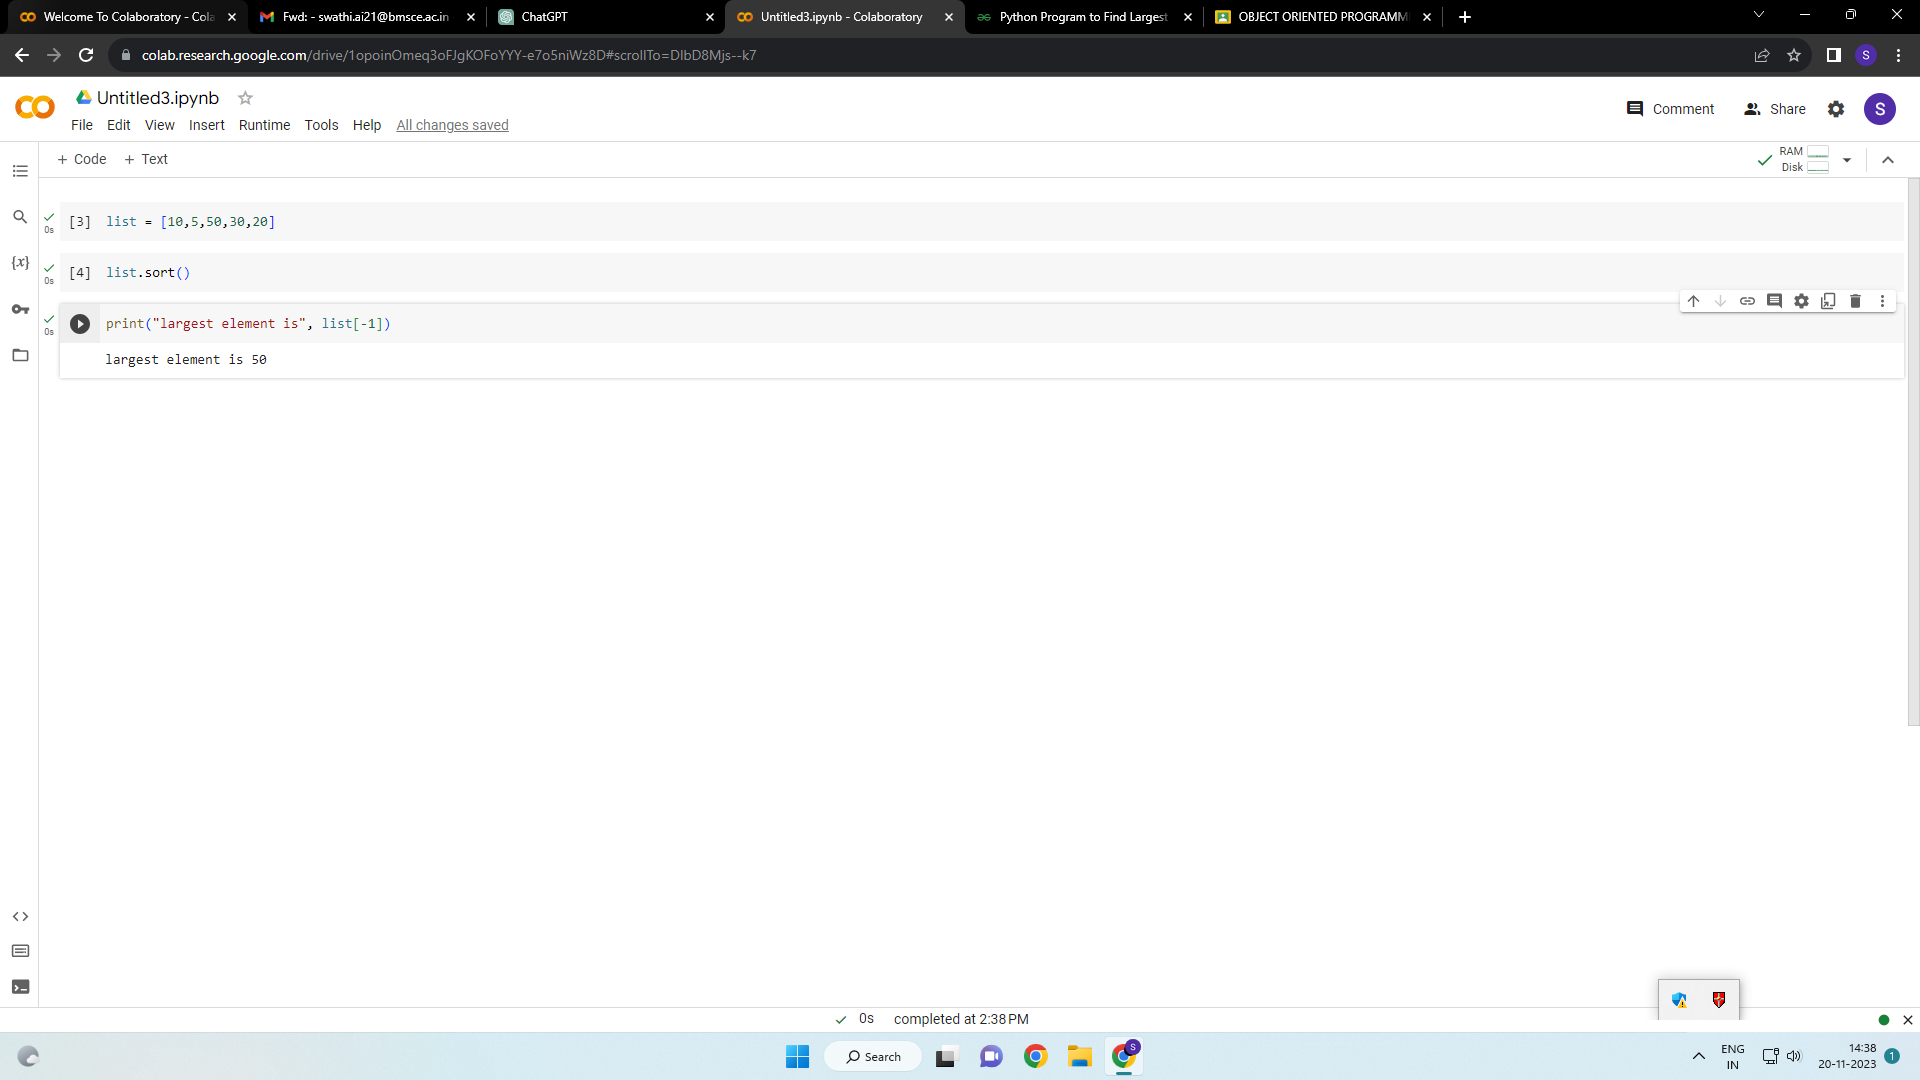 Welcome To Colaboratory - Cola
Fwd: - swathi.ai21@bmsce.ac.in
ChatGPT
Untitled3.ipynb - Colaboratory
Python Program to Find Largest
OBJECT ORIENTED PROGRAMM
colab.research.google.com/drive/1opoinOmeq3oFJgKOFoYYY-e7o5niWz8D#scrollTo=DIbD8Mjs--k7
S
Untitled3.ipynb
Comment
Share
S
File Edit View Insert Runtime Tools Help All changes saved
+ Code + Text
RAM
Disk
[3] list = [10,5,50,30,20]
0s
[4] list.sort()
0s
{x}
print("largest element is", list[-1])
0s
largest element is 50
0s completed at 2:38 PM
Search
S
ENG
IN
14:38
20-11-2023
1